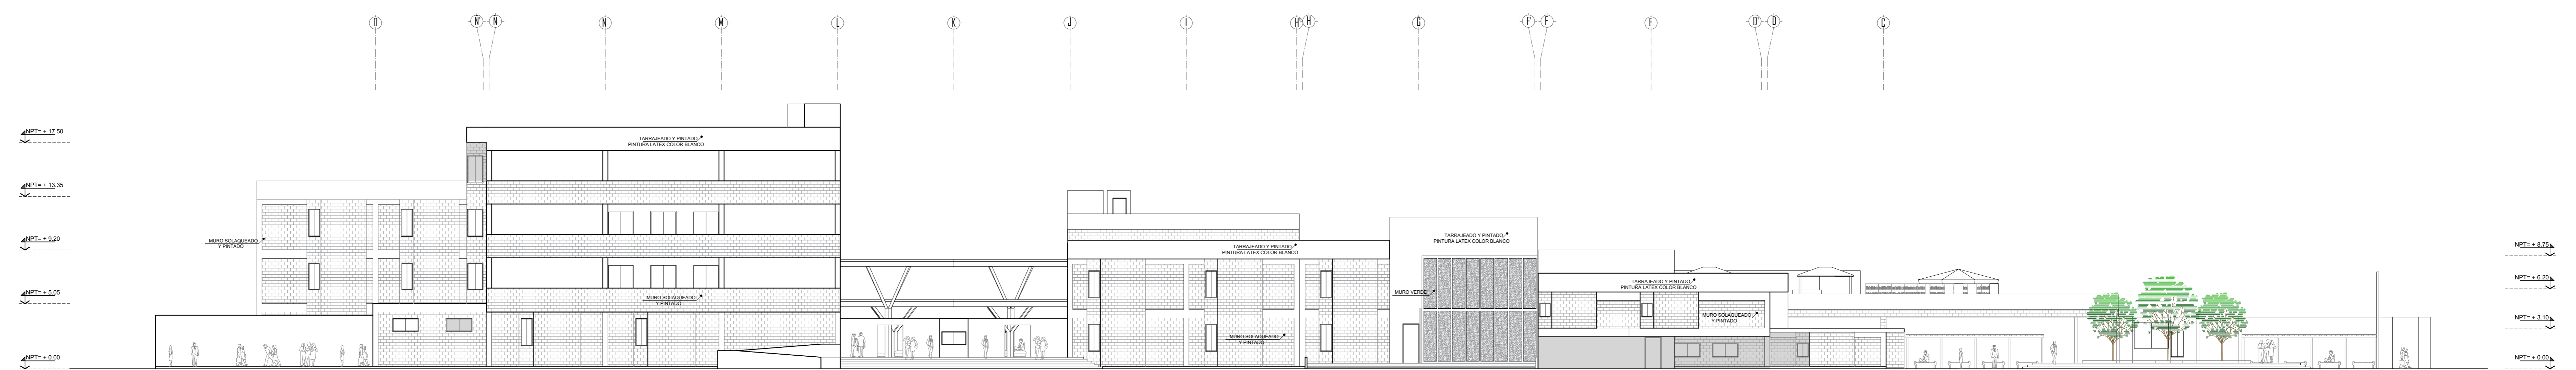 O
N'
N
Ñ
M
L
K
J
I
H'
H
G
F'
F
E
D'
D
C
NPT= + 17.50
TARRAJEADO Y PINTADO
PINTURA LATEX COLOR BLANCO
NPT= + 13.35
NPT= + 9.20
MURO SOLAQUEADO
Y PINTADO
TARRAJEADO Y PINTADO
PINTURA LATEX COLOR BLANCO
TARRAJEADO Y PINTADO
PINTURA LATEX COLOR BLANCO
NPT= + 8.75
NPT= + 5.05
MURO SOLAQUEADO
Y PINTADO
MURO VERDE
TARRAJEADO Y PINTADO
PINTURA LATEX COLOR BLANCO
NPT= + 6.20
MURO SOLAQUEADO
Y PINTADO
MURO SOLAQUEADO
Y PINTADO
NPT= + 3.10
NPT= + 0.00
NPT= + 0.00